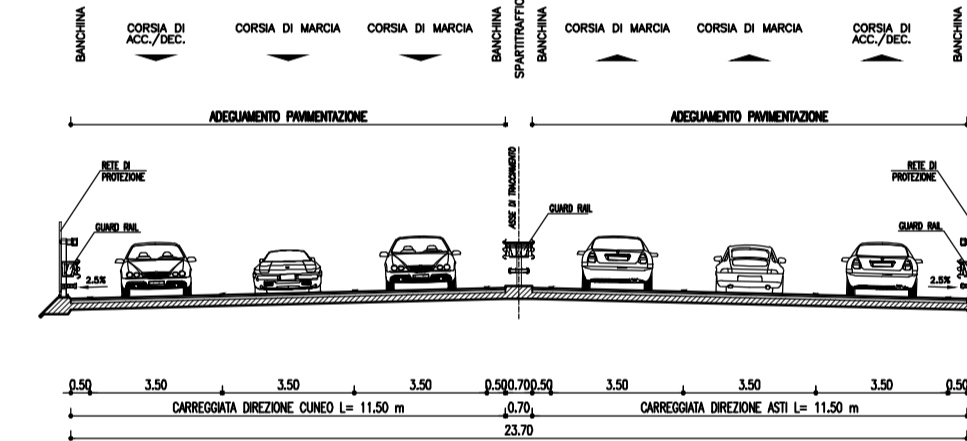 BANCHINA
CORSIA DI
ACC./DEC.
CORSIA DI MARCIA
CORSIA DI MARCIA
BANCHINA
SPARTITRAFFICO
BANCHINA
CORSIA DI MARCIA
CORSIA DI MARCIA
CORSIA DI
ACC./DEC.
BANCHINA
ADEGUAMENTO PAVIMENTAZIONE
ADEGUAMENTO PAVIMENTAZIONE
RETE DI
PROTEZIONE
GUARD RAIL
2.5%
ASSE DI TRACCIAMENTO
GUARD RAIL
RETE DI
PROTEZIONE
GUARD RAIL
2.5%
0.50 3.50 3.50 3.50 0.50 0.70 0.50 3.50 3.50 3.50 0.50
CARREGGIATA DIREZIONE CUNEO L= 11.50 m 0.70 CARREGGIATA DIREZIONE ASTI L= 11.50 m
23.70